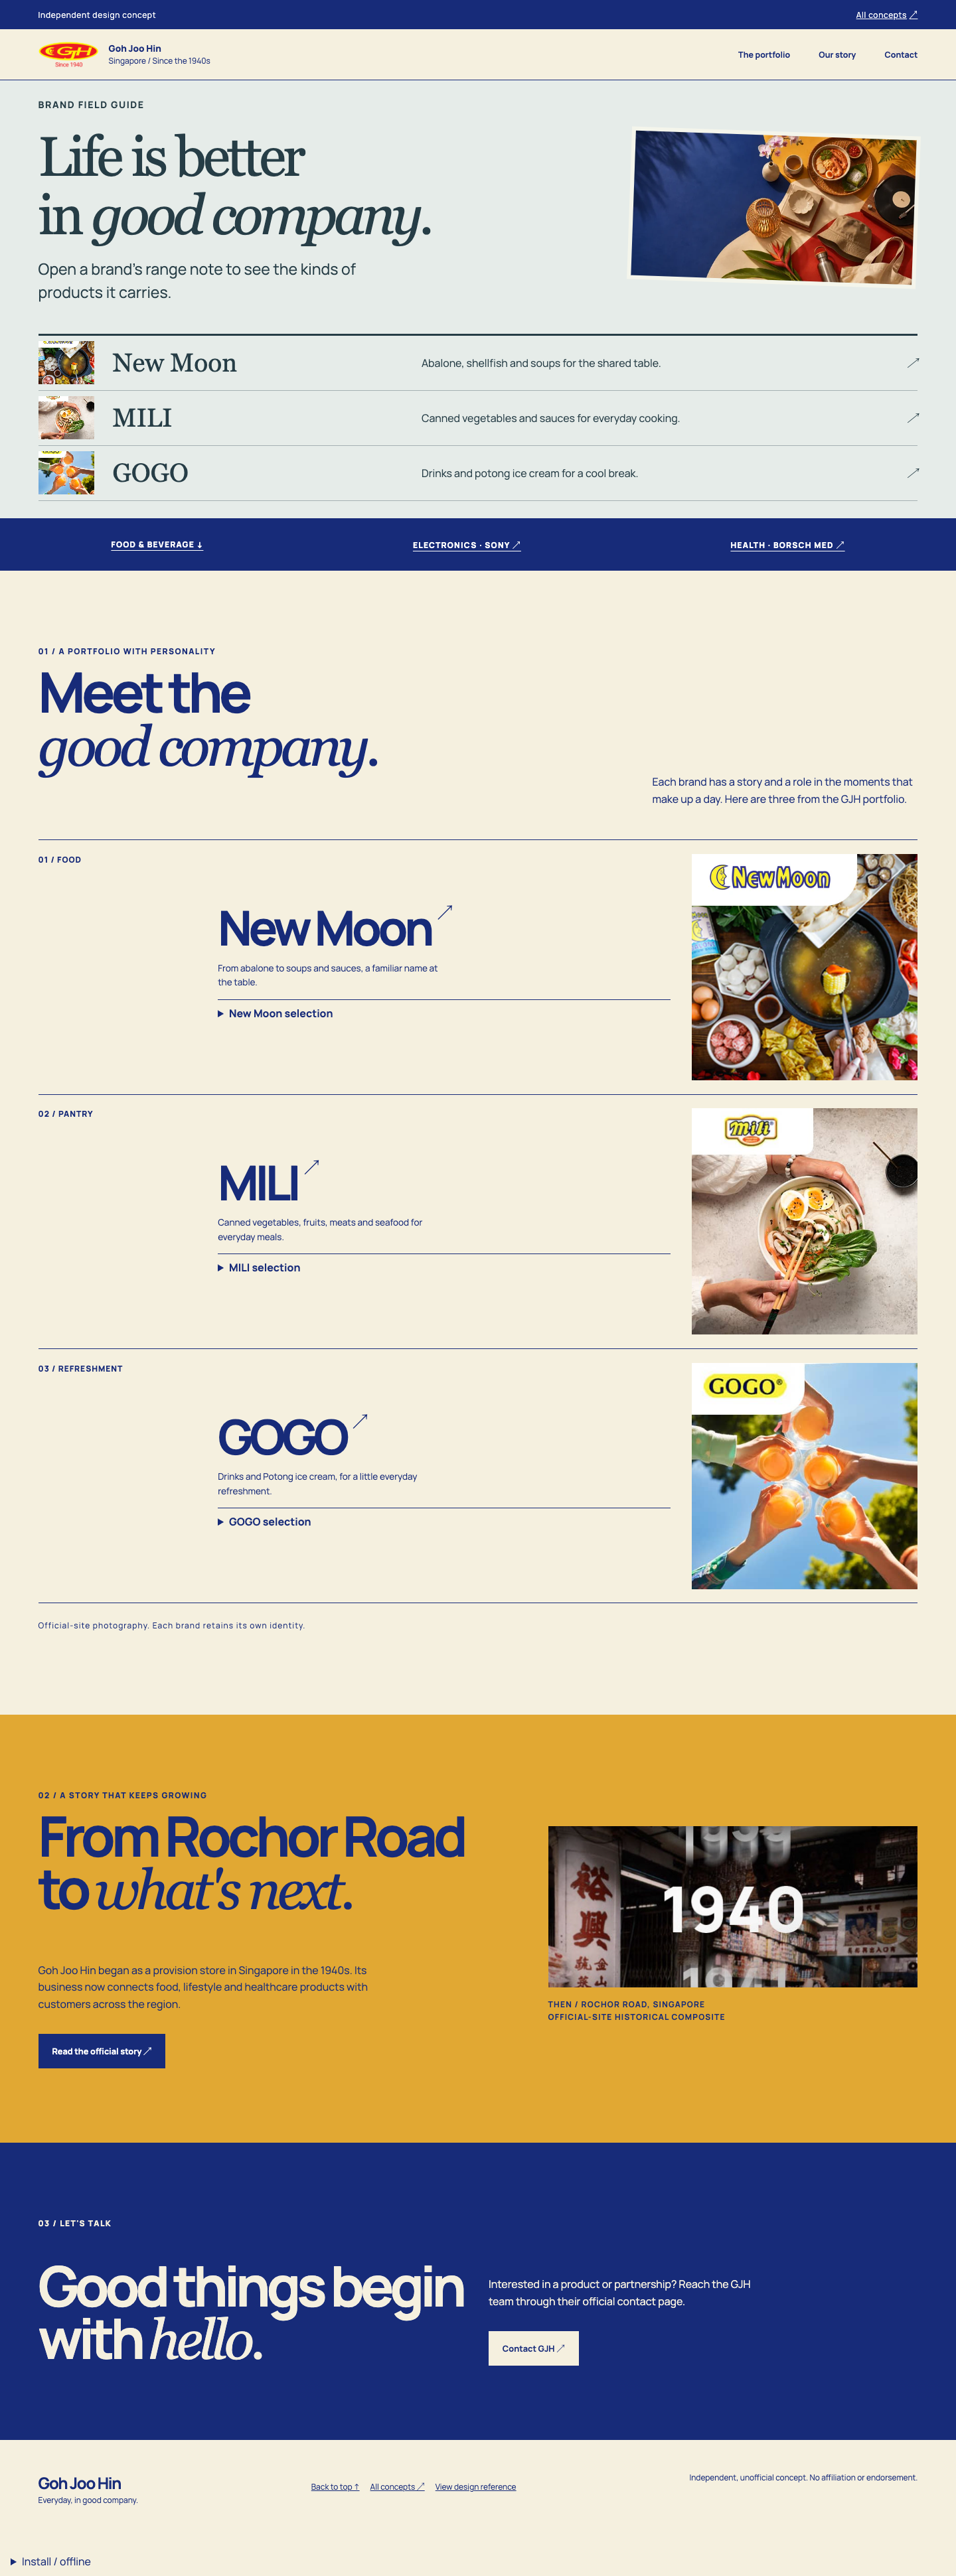 Independent design concept
All concepts ↗
GJH
Since 1940
Goh Joo Hin
Singapore / Since the 1940s
The portfolio
Our story
Contact
BRAND FIELD GUIDE
Life is better
in good company.
Open a brand's range note to see the kinds of
products it carries.
New Moon
Abalone, shellfish and soups for the shared table.
↗
MILI
Canned vegetables and sauces for everyday cooking.
↗
GOGO
Drinks and potong ice cream for a cool break.
↗
FOOD & BEVERAGE ↓
ELECTRONICS · SONY ↗
HEALTH · BORSCH MED ↗
01 / A PORTFOLIO WITH PERSONALITY
Meet the
good company.
Each brand has a story and a role in the moments that
make up a day. Here are three from the GJH portfolio.
01 / FOOD
New Moon ↗
From abalone to soups and sauces, a familiar name at
the table.
▶ New Moon selection
New Moon
02 / PANTRY
MILI ↗
Canned vegetables, fruits, meats and seafood for
everyday meals.
▶ MILI selection
mili®
03 / REFRESHMENT
GOGO ↗
Drinks and Potong ice cream, for a little everyday
refreshment.
▶ GOGO selection
GOGO®
Official-site photography. Each brand retains its own identity.
02 / A STORY THAT KEEPS GROWING
From Rochor Road
to what's next.
Goh Joo Hin began as a provision store in Singapore in the 1940s. Its
business now connects food, lifestyle and healthcare products with
customers across the region.
Read the official story ↗
1939
裕興
1940
1941
THEN / ROCHOR ROAD, SINGAPORE
OFFICIAL-SITE HISTORICAL COMPOSITE
03 / LET'S TALK
Good things begin
with hello.
Interested in a product or partnership? Reach the GJH
team through their official contact page.
Contact GJH ↗
Goh Joo Hin
Everyday, in good company.
Back to top ↑
All concepts ↗
View design reference
Independent, unofficial concept. No affiliation or endorsement.
▶ Install / offline